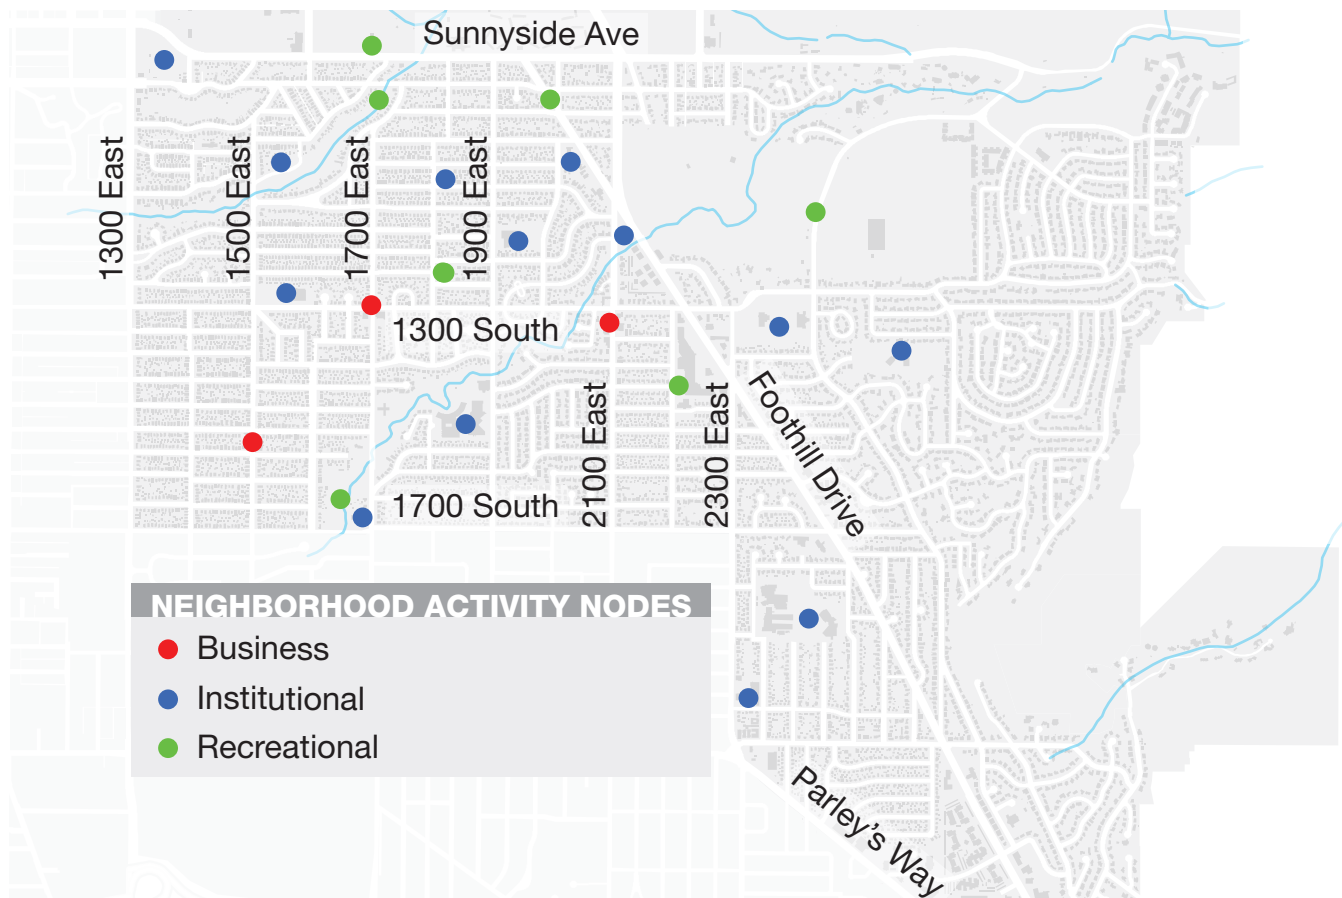 Sunnyside Ave
1300 East
1500 East
1700 East
1900 East
1300 South
2100 East
2300 East
Foothill Drive
1700 South
NEIGHBORHOOD ACTIVITY NODES
Business
Institutional
Recreational
Parley's Way